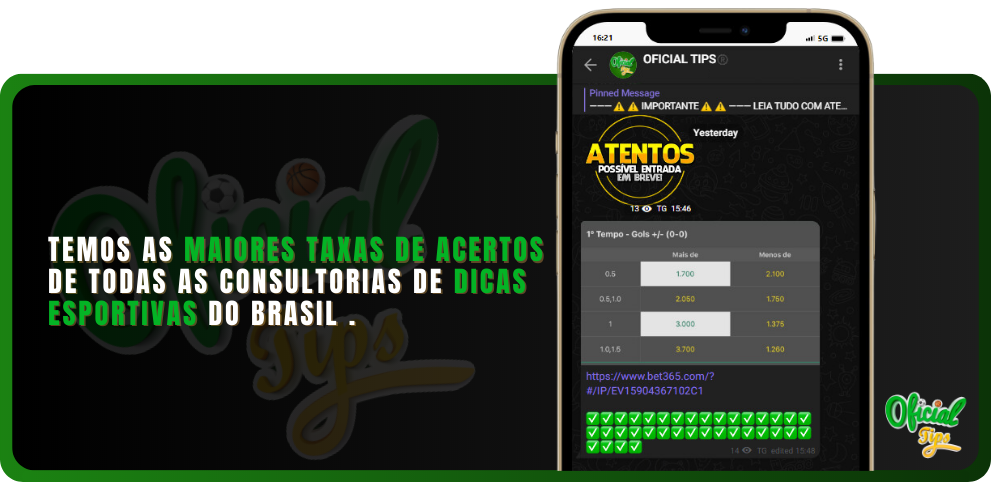 16:21
5G
OFICIAL TIPS
Pinned Message
——— ⚠️ ⚠️ IMPORTANTE ⚠️ ⚠️ ——— LEIA TUDO COM ATE...
Yesterday
ATENTOS
POSSÍVEL ENTRADA
EM BREVE!
13 TG 15:46
1° Tempo - Gols +/- (0-0)
Mais de Menos de
0.5 1.700 2.100
0.5,1.0 2.050 1.750
1 3.000 1.375
1.0,1.5 3.700 1.260
https://www.bet365.com/?
#/IP/EV15904367102C1
14 TG edited 15:48
TEMOS AS MAIORES TAXAS DE ACERTOS
DE TODAS AS CONSULTORIAS DE DICAS
ESPORTIVAS DO BRASIL .
Oficial
Tips
Oficial
Tips